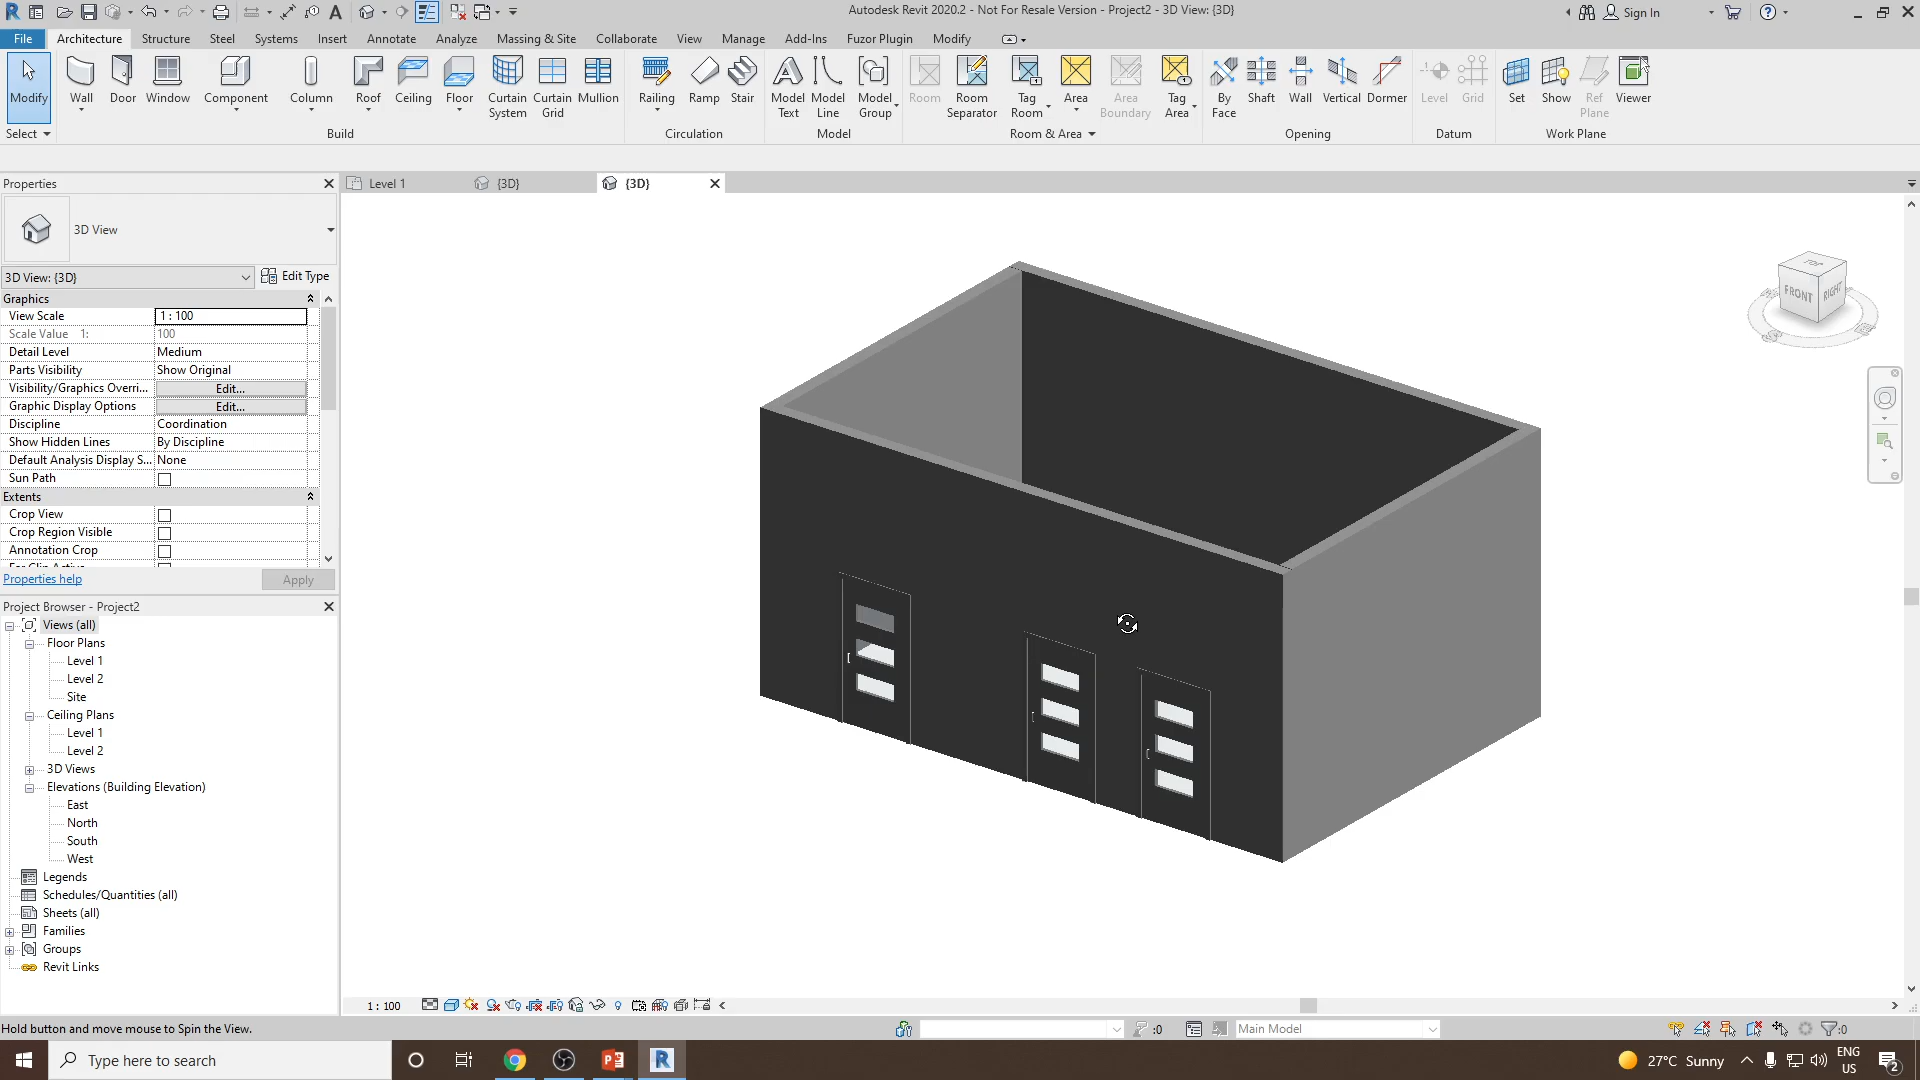 Autodesk Revit 2020.2 - Not For Resale Version - Project2 - 3D View: {3D}
Sign In
File Architecture Structure Steel Systems Insert Annotate Analyze Massing & Site Collaborate View Manage Add-Ins Fuzor Plugin Modify
Modify Wall Door Window Component Column Roof Ceiling Floor Curtain System Curtain Grid Mullion Railing Ramp Stair Model Text Model Line Model Group Room Room Separator Tag Room Area Area Boundary Tag Area By Face Shaft Wall Vertical Dormer Level Grid Set Show Ref Plane Viewer
Select Build Circulation Model Room & Area Opening Datum Work Plane
Properties
Level 1 {3D} {3D}
3D View
3D View: {3D} Edit Type
Graphics
View Scale 1 : 100
Scale Value 1: 100
Detail Level Medium
Parts Visibility Show Original
Visibility/Graphics Overri... Edit...
Graphic Display Options Edit...
Discipline Coordination
Show Hidden Lines By Discipline
Default Analysis Display S... None
Sun Path
Extents
Crop View
Crop Region Visible
Annotation Crop
Properties help Apply
FRONT RIGHT
Project Browser - Project2
Views (all)
Floor Plans
Level 1
Level 2
Site
Ceiling Plans
Level 1
Level 2
3D Views
Elevations (Building Elevation)
East
North
South
West
Legends
Schedules/Quantities (all)
Sheets (all)
Families
Groups
Revit Links
1 : 100
Hold button and move mouse to Spin the View.
:0 Main Model :0
Type here to search
27°C Sunny
ENG
US
2